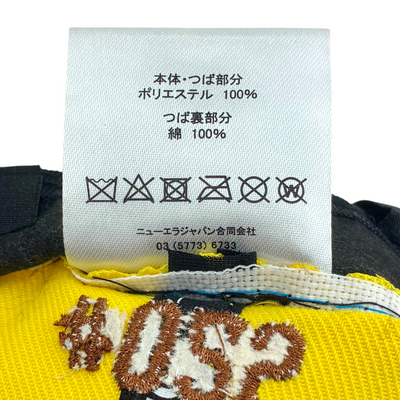 本体・つば部分
ポリエステル 100%
つば裏部分
綿 100%
ニューエラジャパン合同会社
03 (5773) 6733